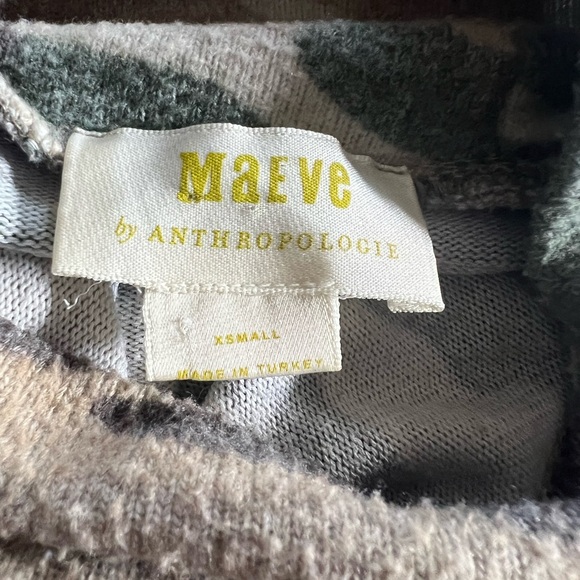 MaEVe
by ANTHROPOLOGIE
XSMALL
MADE IN TURKEY